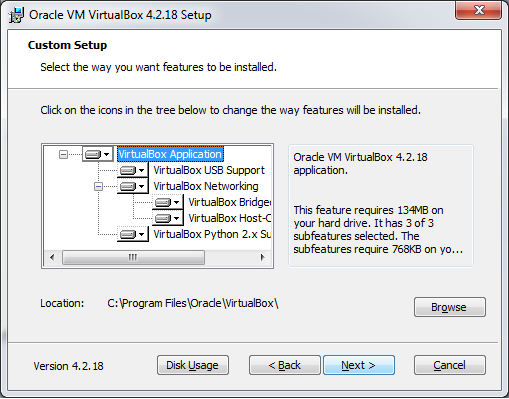 Oracle VM VirtualBox 4.2.18 Setup
Custom Setup
Select the way you want features to be installed.
Click on the icons in the tree below to change the way features will be installed.
VirtualBox Application
VirtualBox USB Support
VirtualBox Networking
VirtualBox Bridge
VirtualBox Host-
VirtualBox Python 2.x Su
Oracle VM VirtualBox 4.2.18
application.
This feature requires 134MB on
your hard drive. It has 3 of 3
subfeatures selected. The
subfeatures require 768KB on yo...
Location: C:\Program Files\Oracle\VirtualBox\
Browse
Version 4.2.18
Disk Usage
< Back
Next >
Cancel